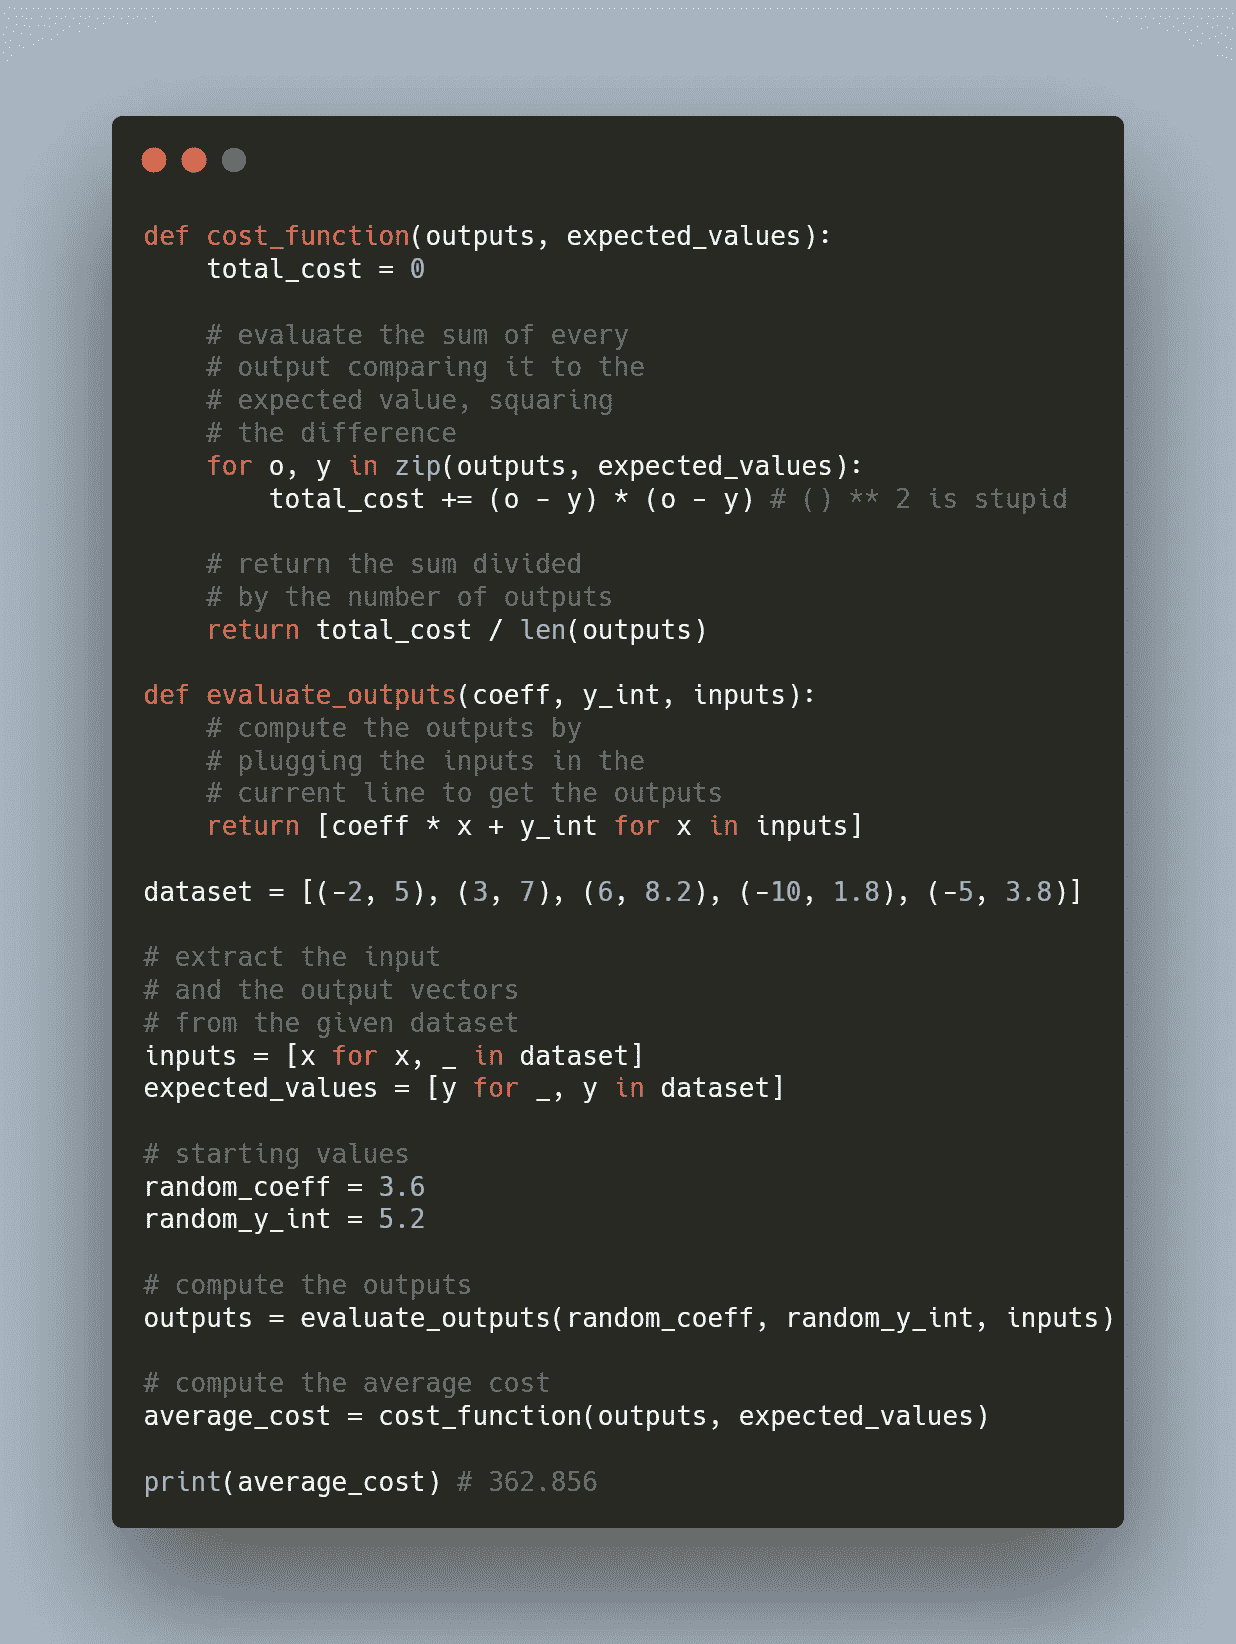 def cost_function(outputs, expected_values):
    total_cost = 0

    # evaluate the sum of every
    # output comparing it to the
    # expected value, squaring
    # the difference
    for o, y in zip(outputs, expected_values):
        total_cost += (o - y) * (o - y) # () ** 2 is stupid

    # return the sum divided
    # by the number of outputs
    return total_cost / len(outputs)

def evaluate_outputs(coeff, y_int, inputs):
    # compute the outputs by
    # plugging the inputs in the
    # current line to get the outputs
    return [coeff * x + y_int for x in inputs]

dataset = [(-2, 5), (3, 7), (6, 8.2), (-10, 1.8), (-5, 3.8)]

# extract the input
# and the output vectors
# from the given dataset
inputs = [x for x, _ in dataset]
expected_values = [y for _, y in dataset]

# starting values
random_coeff = 3.6
random_y_int = 5.2

# compute the outputs
outputs = evaluate_outputs(random_coeff, random_y_int, inputs)

# compute the average cost
average_cost = cost_function(outputs, expected_values)

print(average_cost) # 362.856